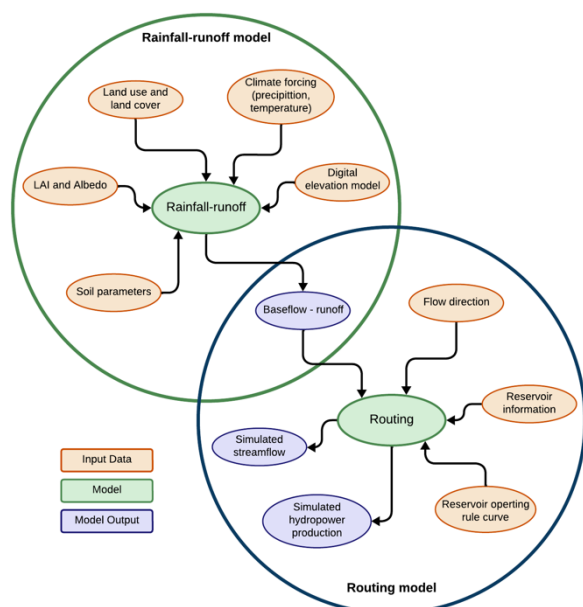 Rainfall-runoff model
Land use and
land cover
Climate forcing
(precipittion,
temperature)
LAI and Albedo
Digital
elevation model
Rainfall-runoff
Soil parameters
Baseflow - runoff
Flow direction
Reservoir
information
Routing
Simulated
streamflow
Input Data
Model
Model Output
Simulated
hydropower
production
Reservoir operting
rule curve
Routing model